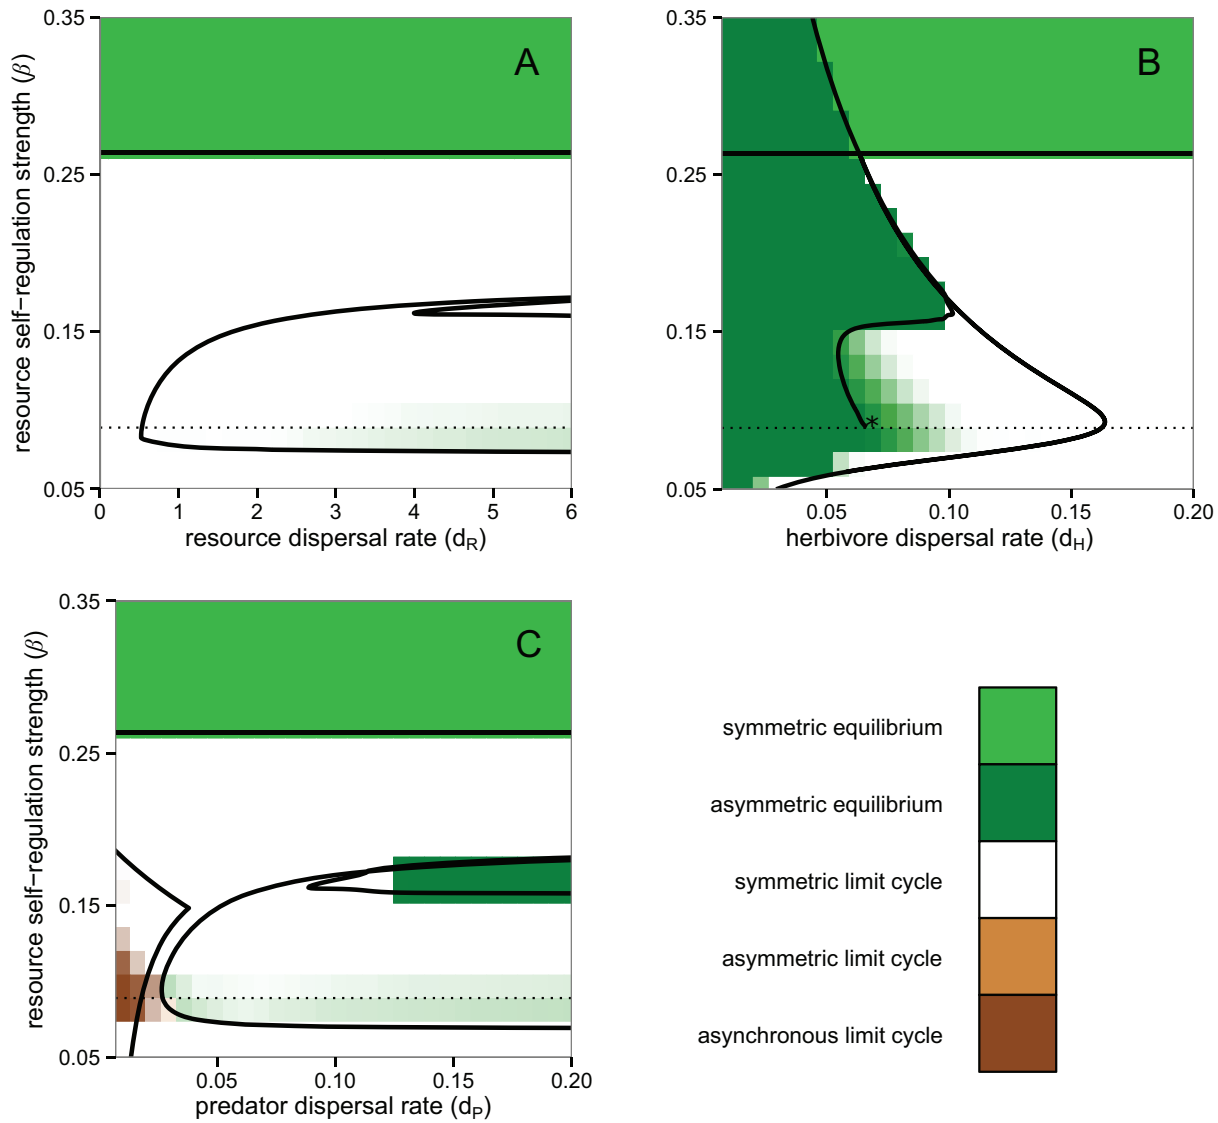 A
resource self-regulation strength (β)
0.35
0.25
0.15
0.05
0 1 2 3 4 5 6
resource dispersal rate (dR)
B
0.35
0.25
0.15
0.05
*
0.05 0.10 0.15 0.20
herbivore dispersal rate (dH)
C
resource self-regulation strength (β)
0.35
0.25
0.15
0.05
0.05 0.10 0.15 0.20
predator dispersal rate (dP)
symmetric equilibrium
asymmetric equilibrium
symmetric limit cycle
asymmetric limit cycle
asynchronous limit cycle